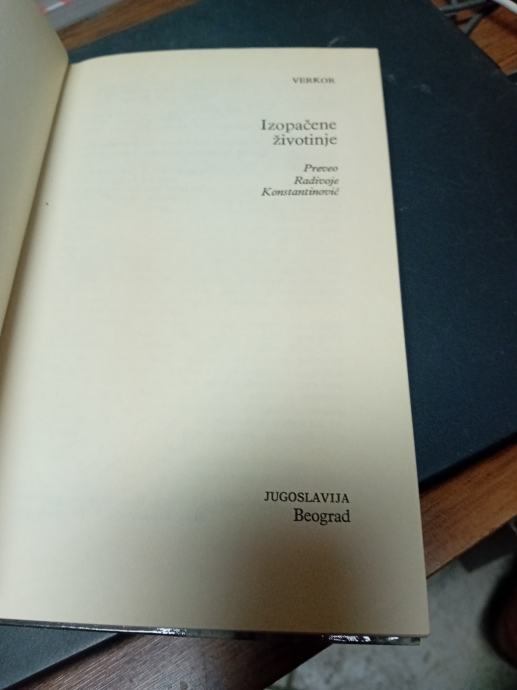 VERKOR
Izopačene
životinje
Preveo
Radivoje
Konstantinović
JUGOSLAVIJA
Beograd